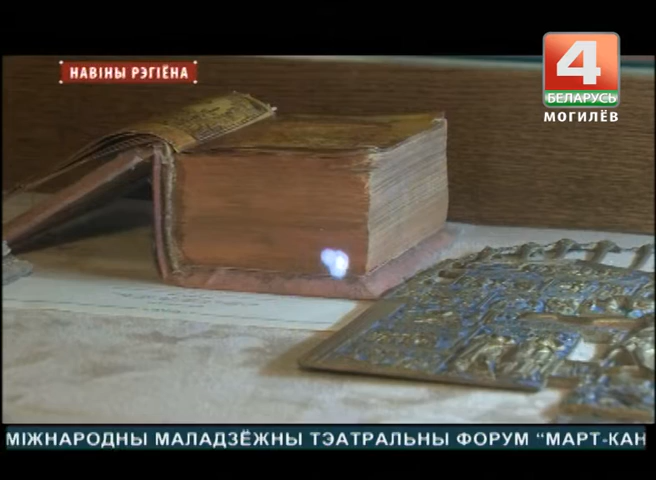 НАВІНЫ РЭГІЁНА
4
БЕЛАРУСЬ
МОГИЛЁВ
МІЖНАРОДНЫ МАЛАДЗЁЖНЫ ТЭАТРАЛЬНЫ ФОРУМ “МАРТ-КАН